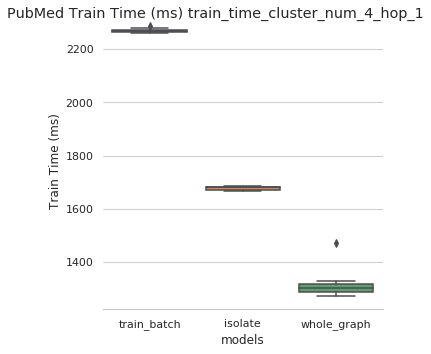 PubMed Train Time (ms) train_time_cluster_num_4_hop_1
2200
2000
1800
1600
1400
Train Time (ms)
train_batch isolate whole_graph
models